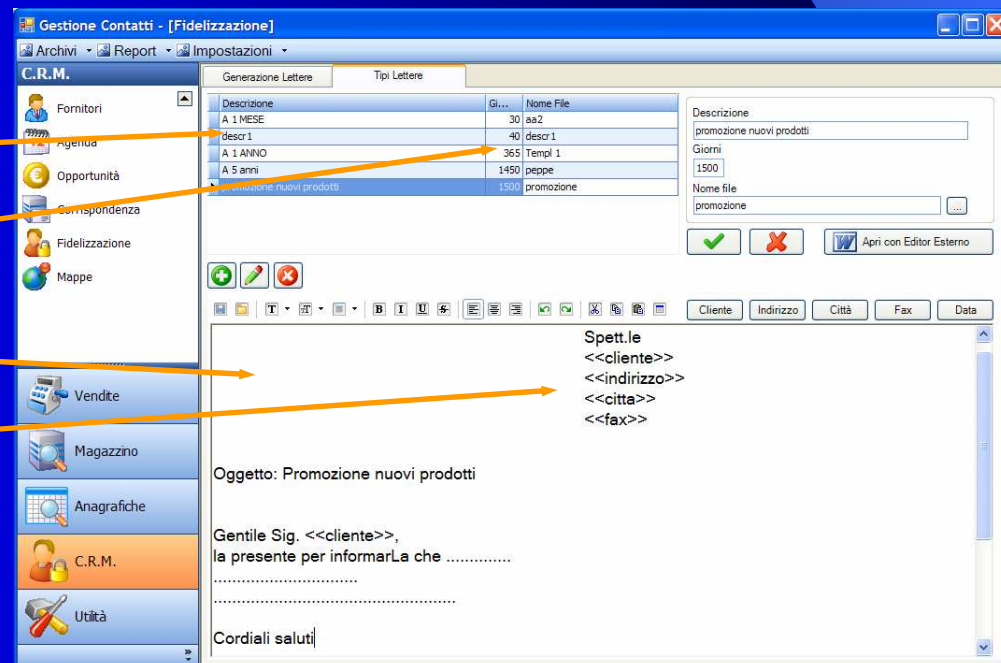 Gestione Contatti - [Fidelizzazione]
Archivi Report Impostazioni
C.R.M.
Fornitori
Agenda
Opportunità
Corrispondenza
Fidelizzazione
Mappe
Vendite
Magazzino
Anagrafiche
C.R.M.
Utilità
Generazione Lettere Tipi Lettere
Descrizione Gi... Nome File
A 1 MESE 30 aa2
descr1 40 descr1
A 1 ANNO 365 Templ 1
A 5 anni 1450 peppe
promozione nuovi prodotti 1500 promozione
Descrizione
promozione nuovi prodotti
Giorni
1500
Nome file
promozione ...
Apri con Editor Esterno
Cliente Indirizzo Città Fax Data
Spett.le
<<cliente>>
<<indirizzo>>
<<citta>>
<<fax>>
Oggetto: Promozione nuovi prodotti
Gentile Sig. <<cliente>>,
la presente per informarLa che ..............
...............................
....................................................
Cordiali saluti